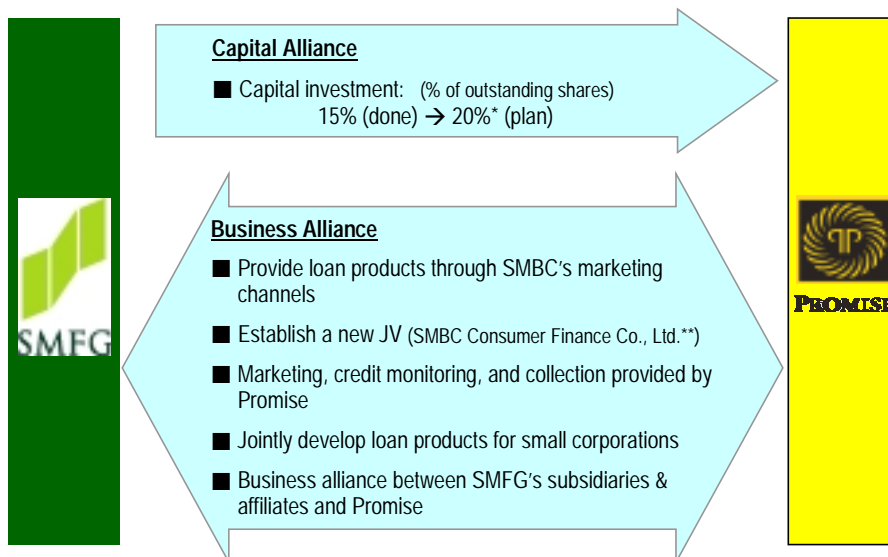 Capital Alliance
■ Capital investment: (% of outstanding shares)
15% (done) → 20%* (plan)
SMFG
PROMISE
Business Alliance
■ Provide loan products through SMBC's marketing
channels
■ Establish a new JV (SMBC Consumer Finance Co., Ltd.**)
■ Marketing, credit monitoring, and collection provided by
Promise
■ Jointly develop loan products for small corporations
■ Business alliance between SMFG's subsidiaries &
affiliates and Promise